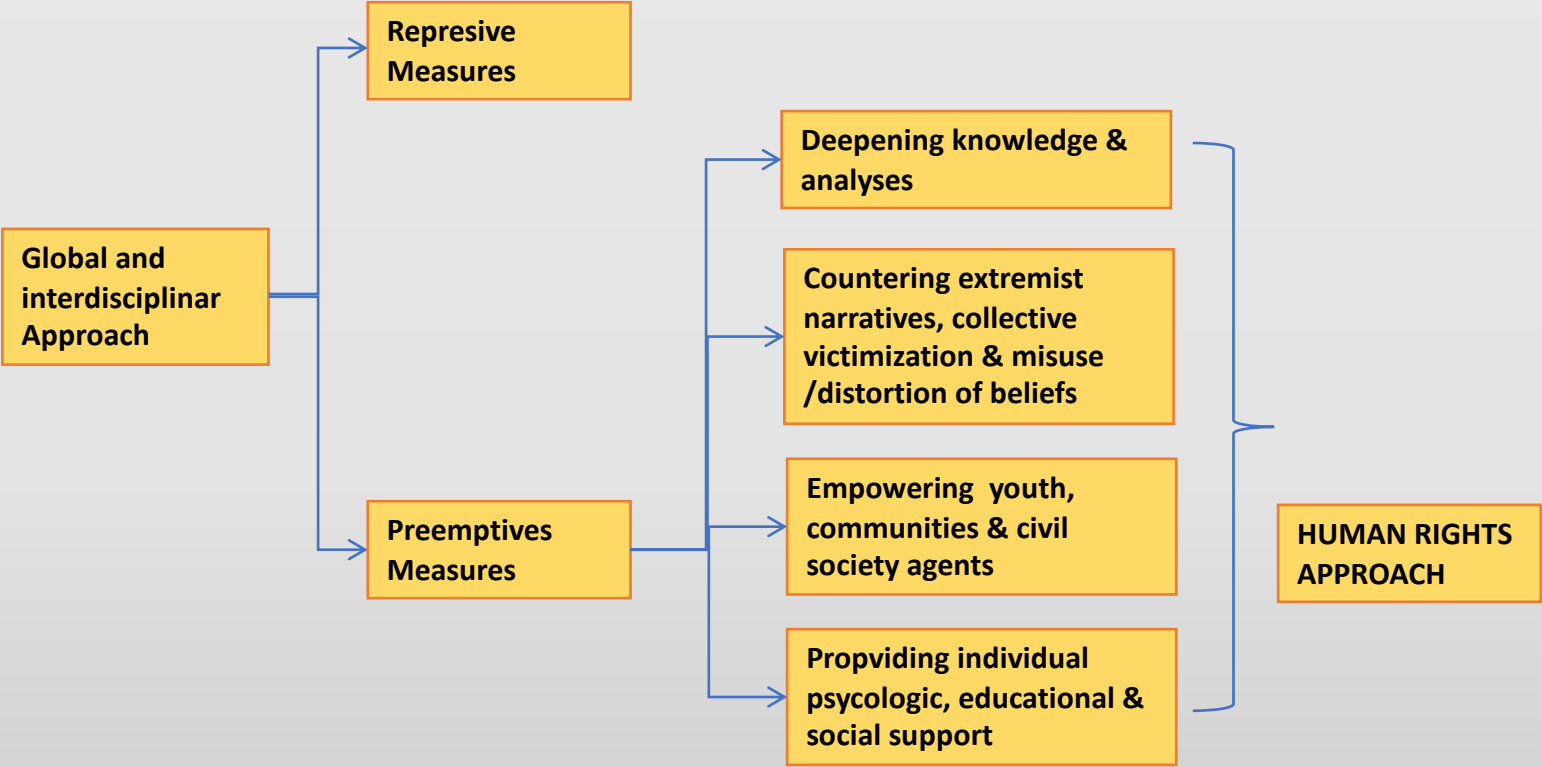 Represive
Measures
Deepening knowledge &
analyses
Global and
interdisciplinar
Approach
Countering extremist
narratives, collective
victimization & misuse
/distortion of beliefs
Empowering  youth,
communities & civil
society agents
Preemptives
Measures
HUMAN RIGHTS
APPROACH
Propviding individual
psycologic, educational &
social support